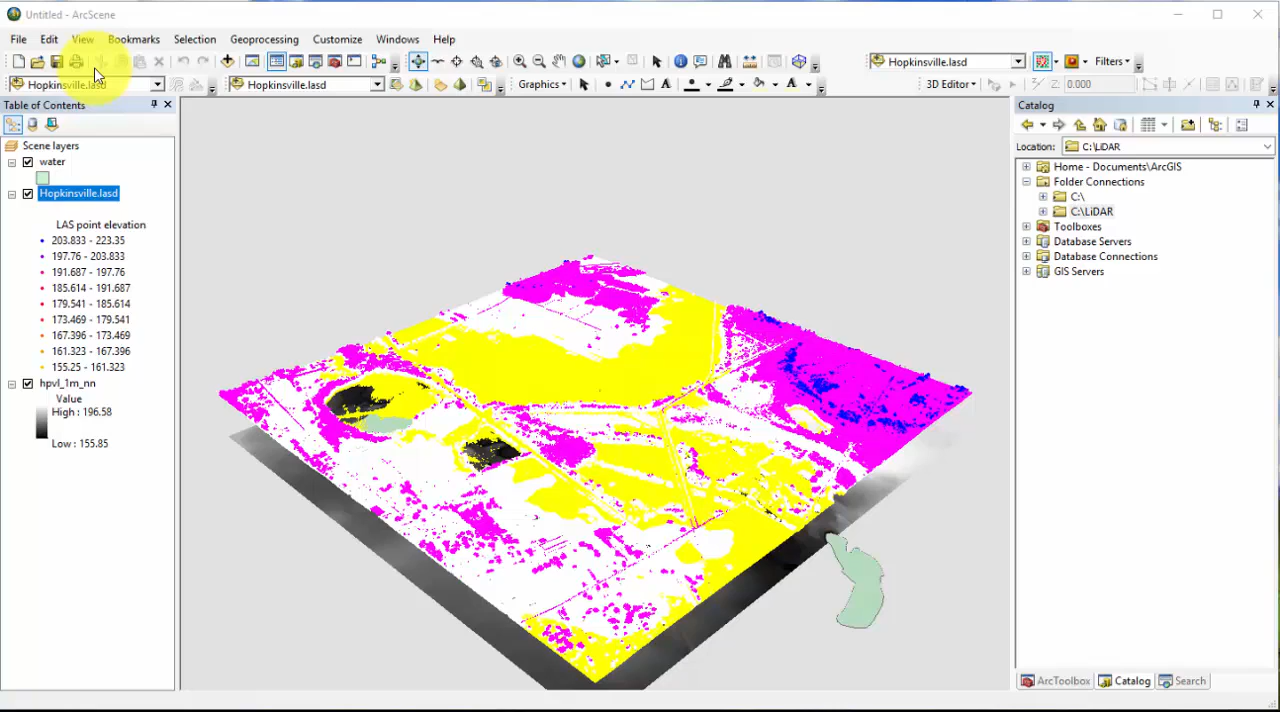 Untitled - ArcScene
File Edit View Bookmarks Selection Geoprocessing Customize Windows Help
Hopkinsville.lasd Filters
Hopkinsville.lasd Hopkinsville.lasd Graphics A A 3D Editor Z: 0.000
Table of Contents
Catalog
Location: C:\LiDAR
Scene layers
water
Hopkinsville.lasd
LAS point elevation
203.833 - 223.35
197.76 - 203.833
191.687 - 197.76
185.614 - 191.687
179.541 - 185.614
173.469 - 179.541
167.396 - 173.469
161.323 - 167.396
155.25 - 161.323
hpvl_1m_nn
Value
High : 196.58
Low : 155.85
Home - Documents\ArcGIS
Folder Connections
C:\
C:\LiDAR
Toolboxes
Database Servers
Database Connections
GIS Servers
ArcToolbox Catalog Search